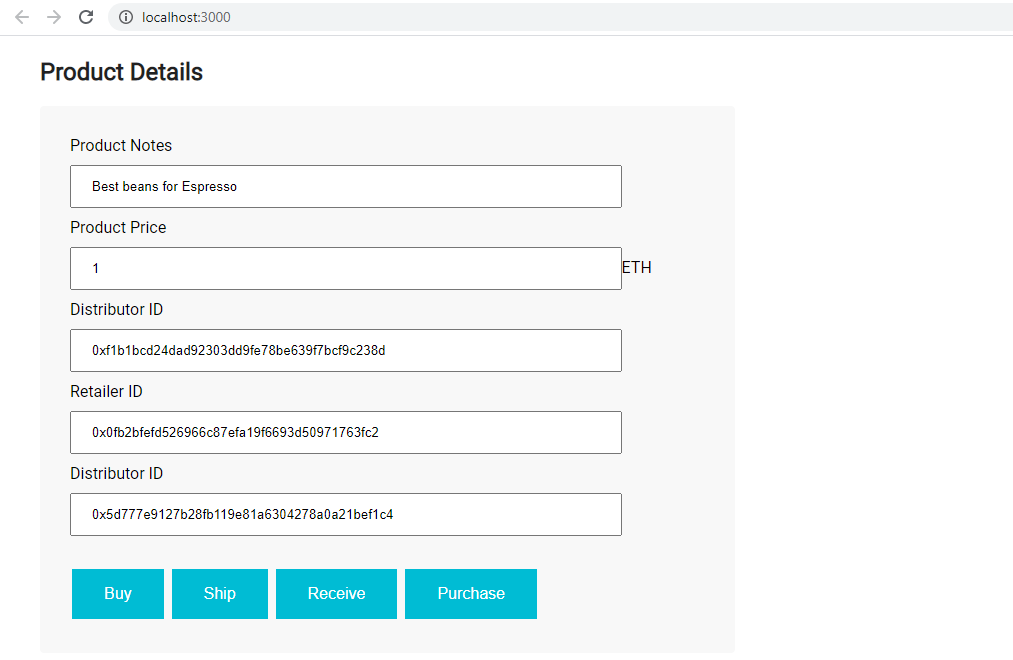 localhost:3000
Product Details
Product Notes
Best beans for Espresso
Product Price
1
ETH
Distributor ID
0xf1b1bcd24dad92303dd9fe78be639f7bcf9c238d
Retailer ID
0x0fb2bfefd526966c87efa19f6693d50971763fc2
Distributor ID
0x5d777e9127b28fb119e81a6304278a0a21bef1c4
Buy Ship Receive Purchase